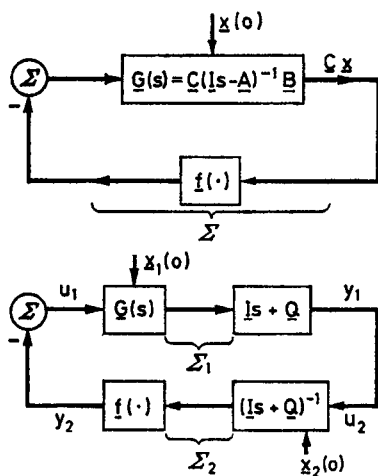 x(o)
Σ
G(s) = C(Is-A)⁻¹ B
C x
-
f(·)
Σ
x₁(o)
Σ
u₁
G(s)
Is + Q
y₁
Σ₁
-
f(·)
(Is + Q)⁻¹
y₂
Σ₂
u₂
x₂(o)